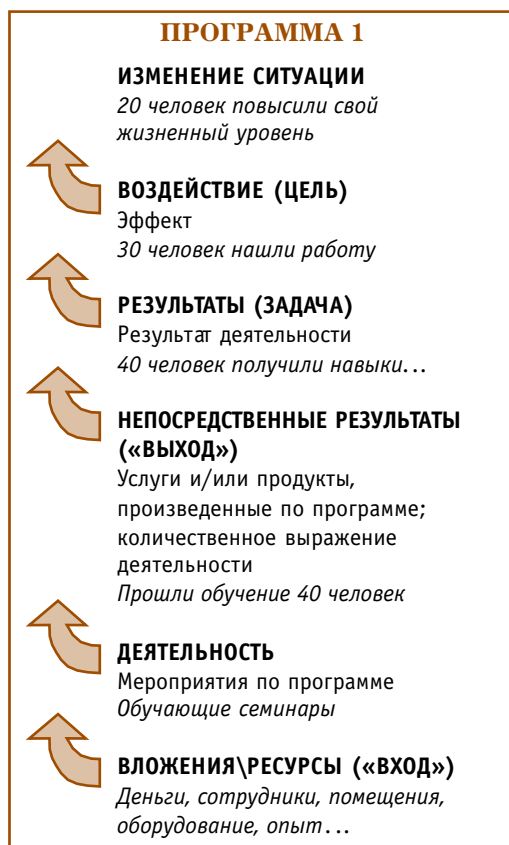 ПРОГРАММА 1
ИЗМЕНЕНИЕ СИТУАЦИИ
20 человек повысили свой
жизненный уровень
ВОЗДЕЙСТВИЕ (ЦЕЛЬ)
Эффект
30 человек нашли работу
РЕЗУЛЬТАТЫ (ЗАДАЧА)
Результат деятельности
40 человек получили навыки...
НЕПОСРЕДСТВЕННЫЕ РЕЗУЛЬТАТЫ
(«ВЫХОД»)
Услуги и/или продукты,
произведенные по программе;
количественное выражение
деятельности
Прошли обучение 40 человек
ДЕЯТЕЛЬНОСТЬ
Мероприятия по программе
Обучающие семинары
ВЛОЖЕНИЯ\РЕСУРСЫ («ВХОД»)
Деньги, сотрудники, помещения,
оборудование, опыт...